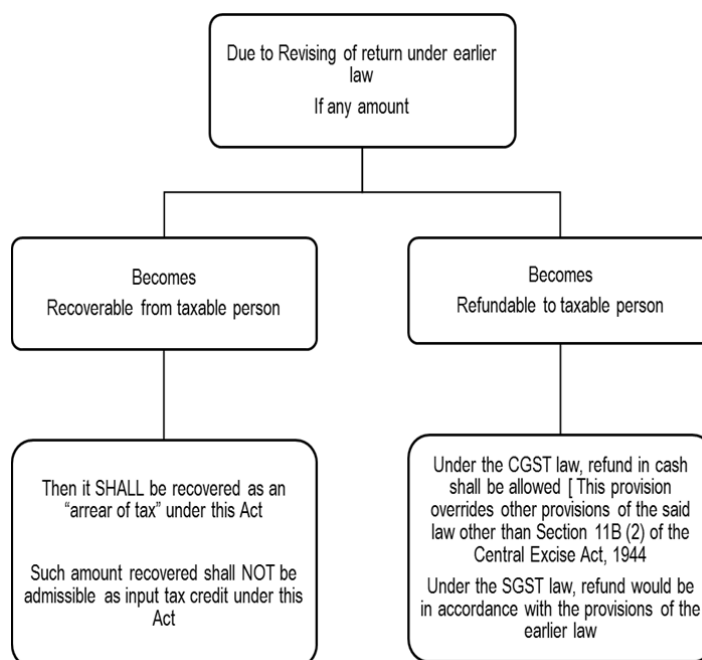 Due to Revising of return under earlier
law
If any amount
Becomes
Recoverable from taxable person
Becomes
Refundable to taxable person
Then it SHALL be recovered as an
“arrear of tax” under this Act
Such amount recovered shall NOT be
admissible as input tax credit under this
Act
Under the CGST law, refund in cash
shall be allowed [ This provision
overrides other provisions of the said
law other than Section 11B (2) of the
Central Excise Act, 1944
Under the SGST law, refund would be
in accordance with the provisions of the
earlier law